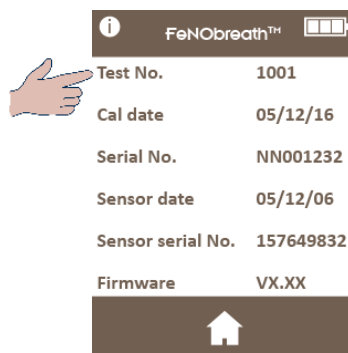 FeNObreath™
Test No. 1001
Cal date 05/12/16
Serial No. NN001232
Sensor date 05/12/06
Sensor serial No. 157649832
Firmware VX.XX